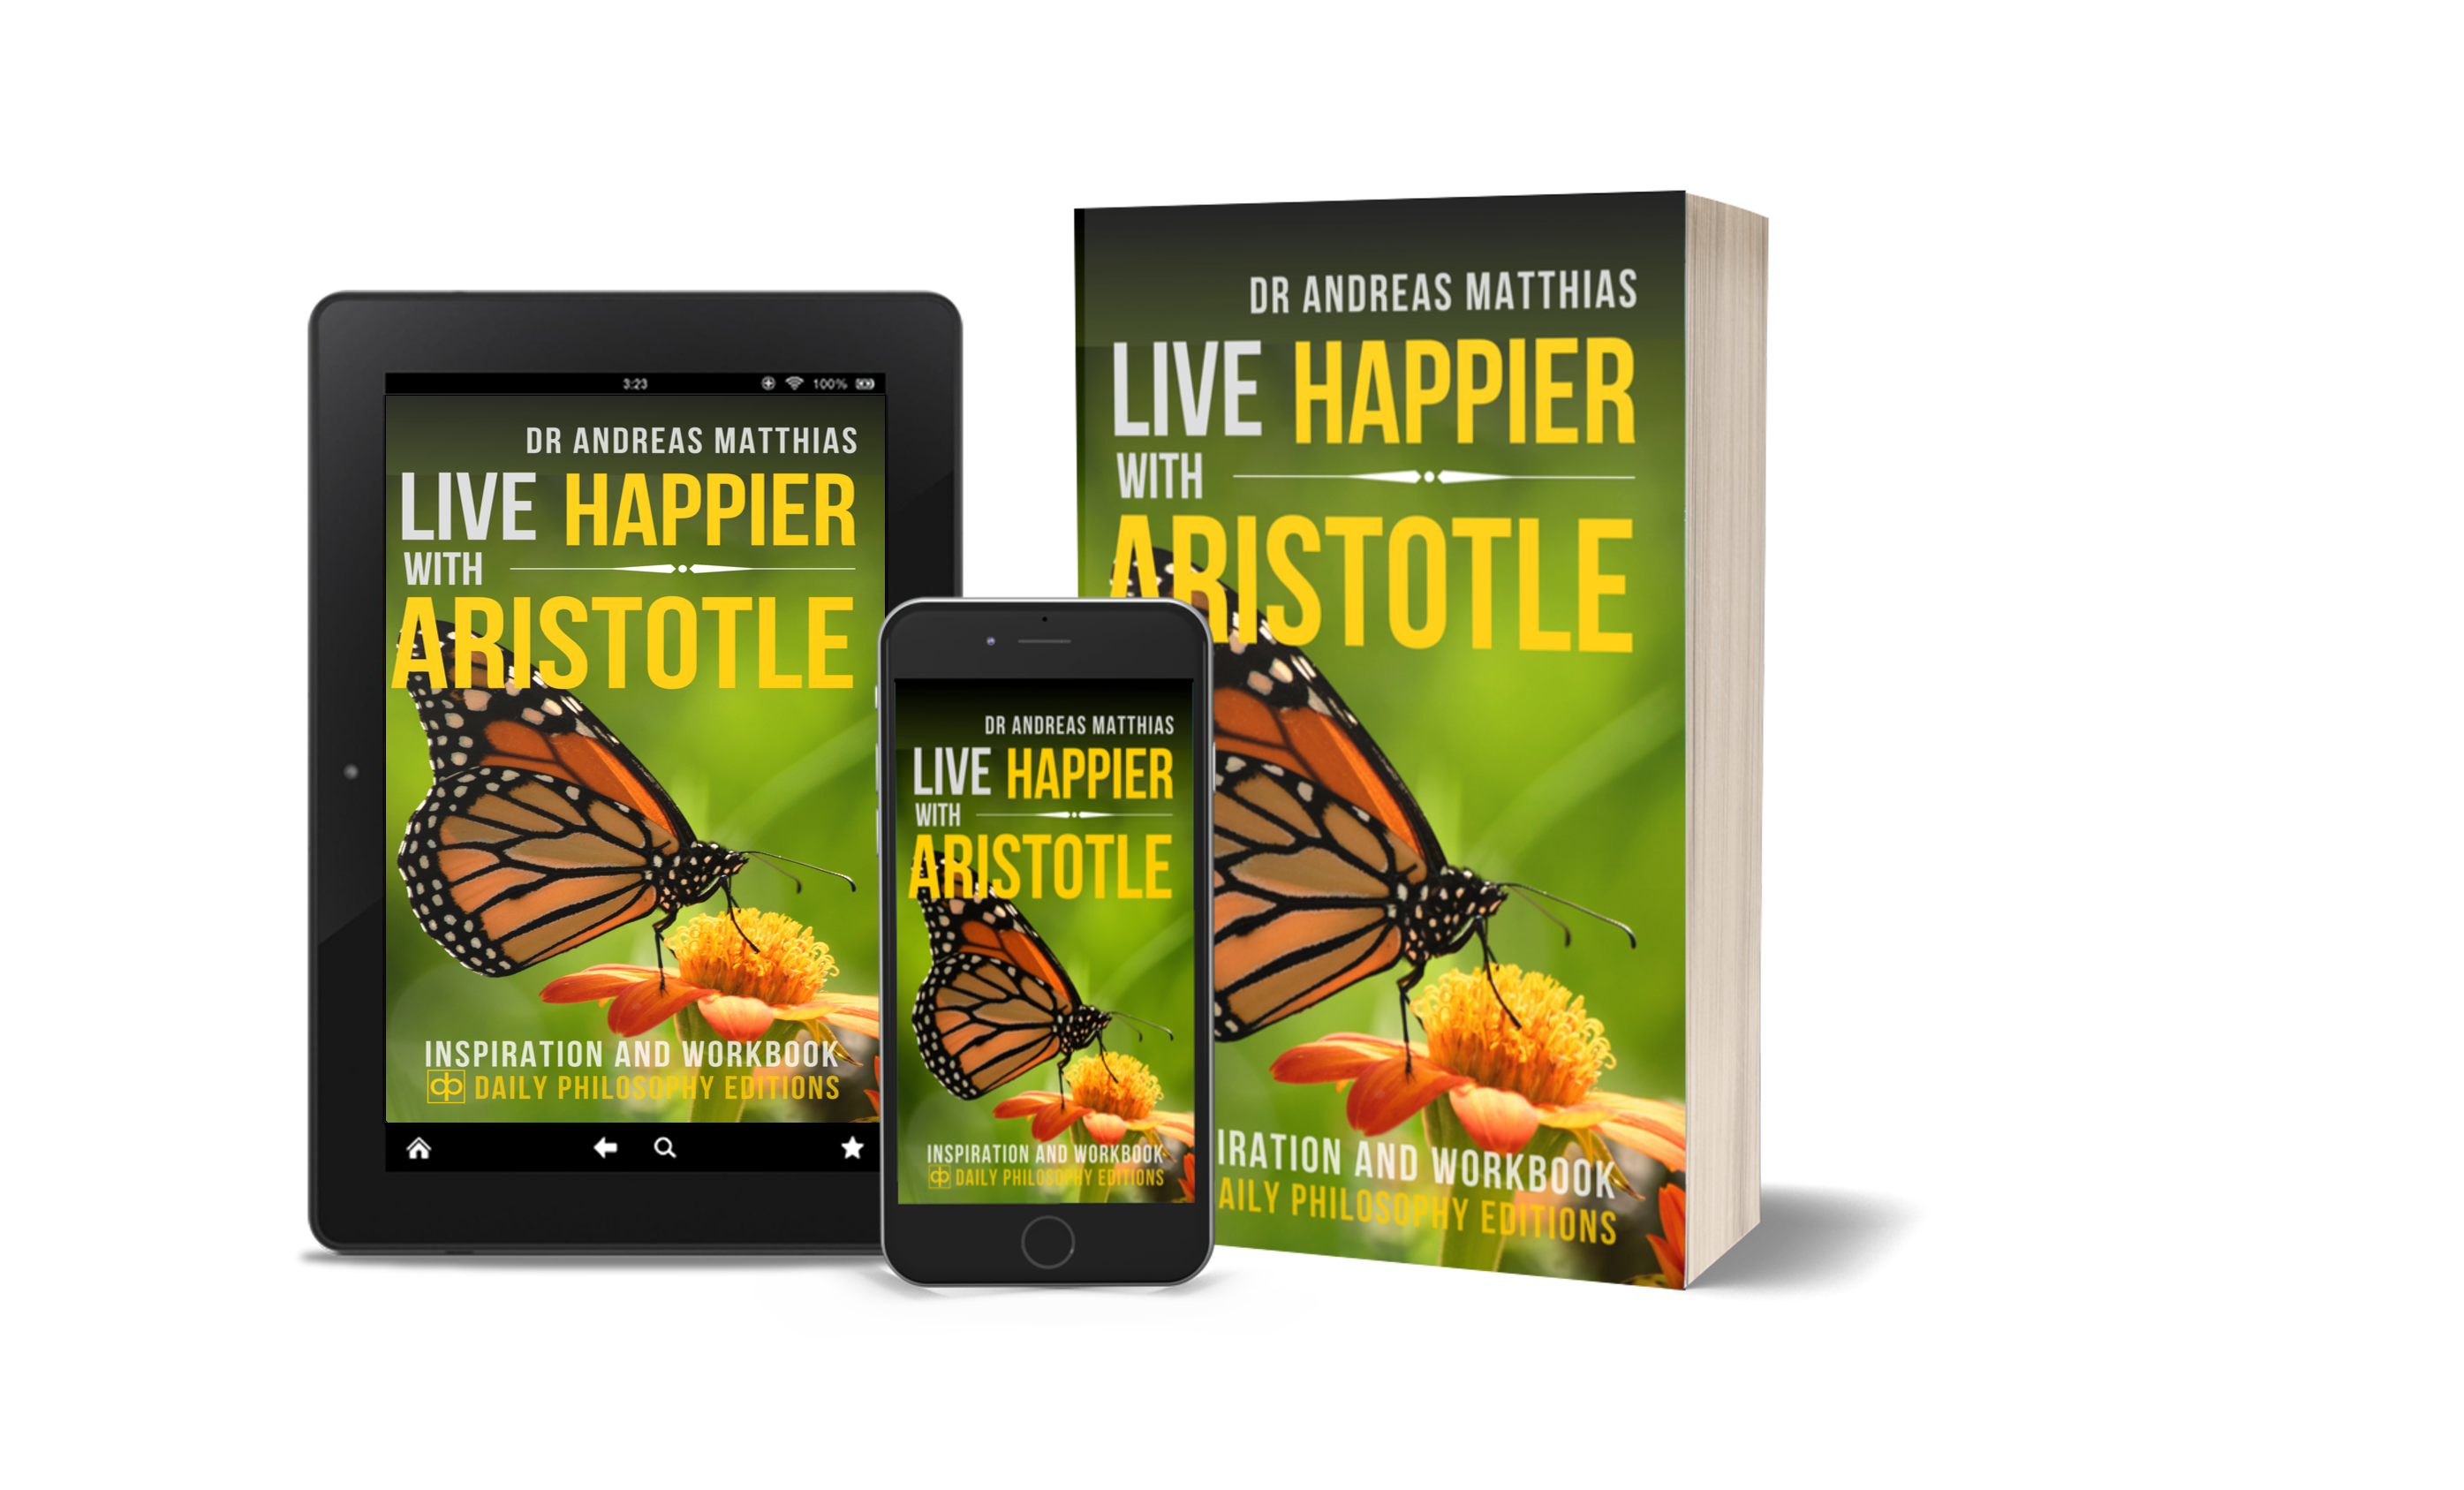 3:23 100%
DR ANDREAS MATTHIAS
LIVE HAPPIER
WITH
ARISTOTLE
INSPIRATION AND WORKBOOK
dp DAILY PHILOSOPHY EDITIONS
DR ANDREAS MATTHIAS
LIVE HAPPIER
WITH
ARISTOTLE
INSPIRATION AND WORKBOOK
dp DAILY PHILOSOPHY EDITIONS
DR ANDREAS MATTHIAS
LIVE HAPPIER
WITH
ARISTOTLE
IRATION AND WORKBOOK
AILY PHILOSOPHY EDITIONS